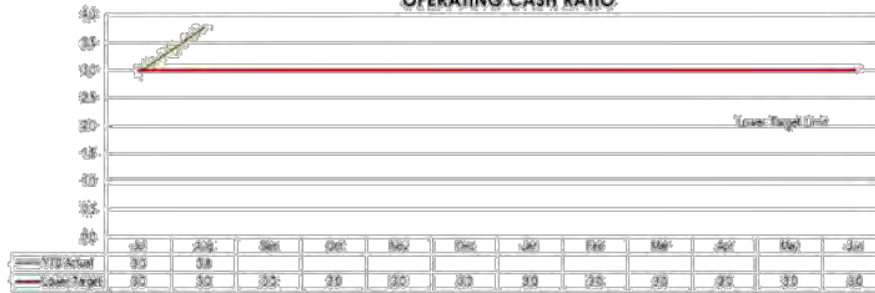 OPERATING CASH RATIO
4.0
3.5
3.0
2.5
2.0
Lower Target Limit
1.5
1.0
0.5
0.0
Jul Aug Sep Oct Nov Dec Jan Feb Mar Apr May Jun
YTD Actual 3.0 3.8
Lower Target 3.0 3.0 3.0 3.0 3.0 3.0 3.0 3.0 3.0 3.0 3.0 3.0